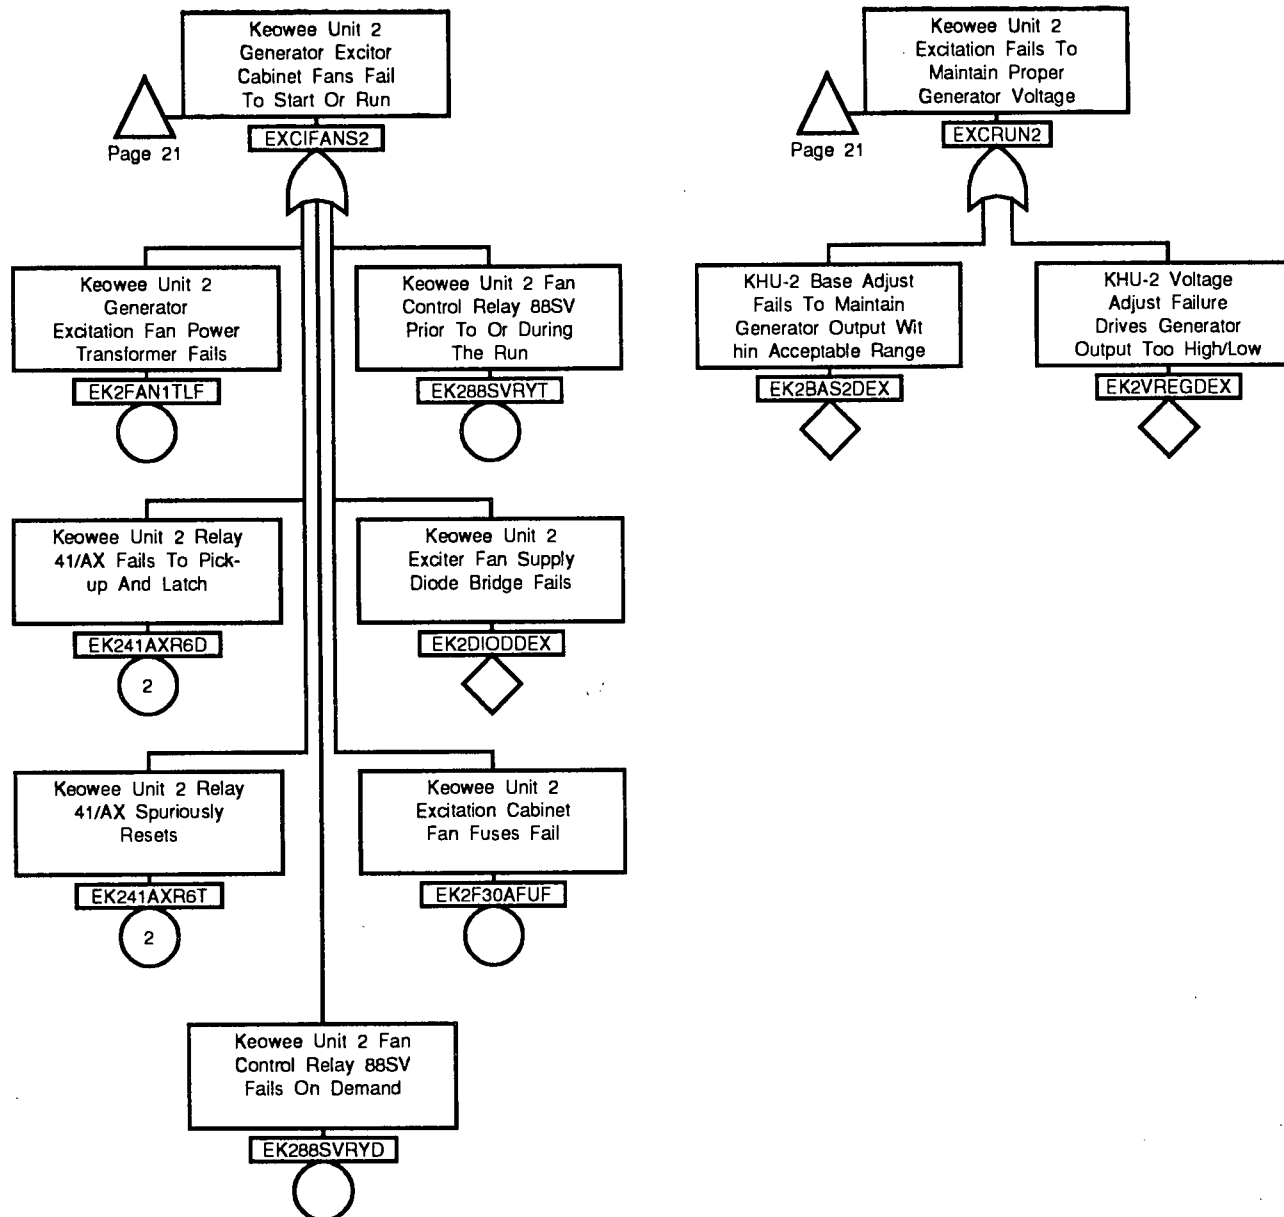 Keowee Unit 2
Generator Excitor
Cabinet Fans Fail
To Start Or Run
Page 21
EXCIFANS2
Keowee Unit 2
Generator
Excitation Fan Power
Transformer Fails
EK2FAN1TLF
Keowee Unit 2 Fan
Control Relay 88SV
Prior To Or During
The Run
EK288SVRYT
Keowee Unit 2 Relay
41/AX Fails To Pick-
up And Latch
EK241AXR6D
2
Keowee Unit 2
Exciter Fan Supply
Diode Bridge Fails
EK2DIODDEX
Keowee Unit 2 Relay
41/AX Spuriously
Resets
EK241AXR6T
2
Keowee Unit 2
Excitation Cabinet
Fan Fuses Fail
EK2F30AFUF
Keowee Unit 2 Fan
Control Relay 88SV
Fails On Demand
EK288SVRYD
Keowee Unit 2
Excitation Fails To
Maintain Proper
Generator Voltage
Page 21
EXCRUN2
KHU-2 Base Adjust
Fails To Maintain
Generator Output Wit
hin Acceptable Range
EK2BAS2DEX
KHU-2 Voltage
Adjust Failure
Drives Generator
Output Too High/Low
EK2VREGDEX